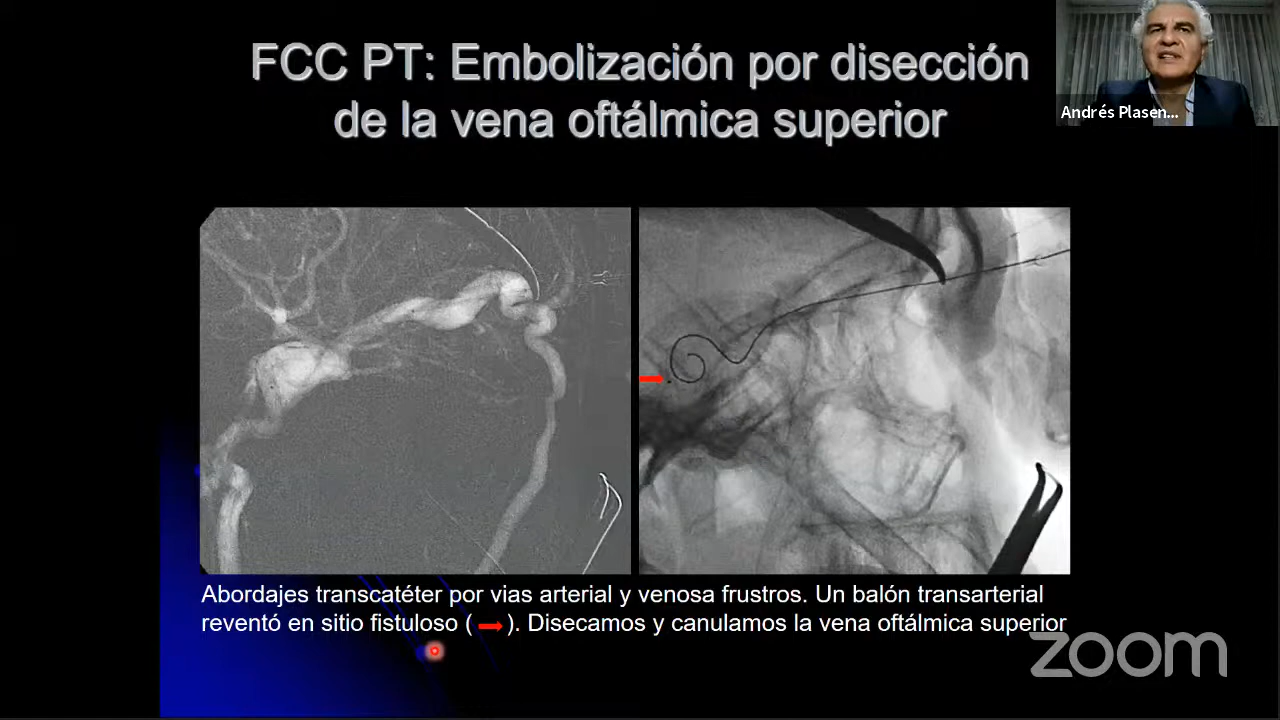 FCC PT: Embolización por disección
de la vena oftálmica superior
Andrés Plasen...
Abordajes transcatéter por vias arterial y venosa frustros. Un balón transarterial
reventó en sitio fistuloso ( ). Disecamos y canulamos la vena oftálmica superior
zoom